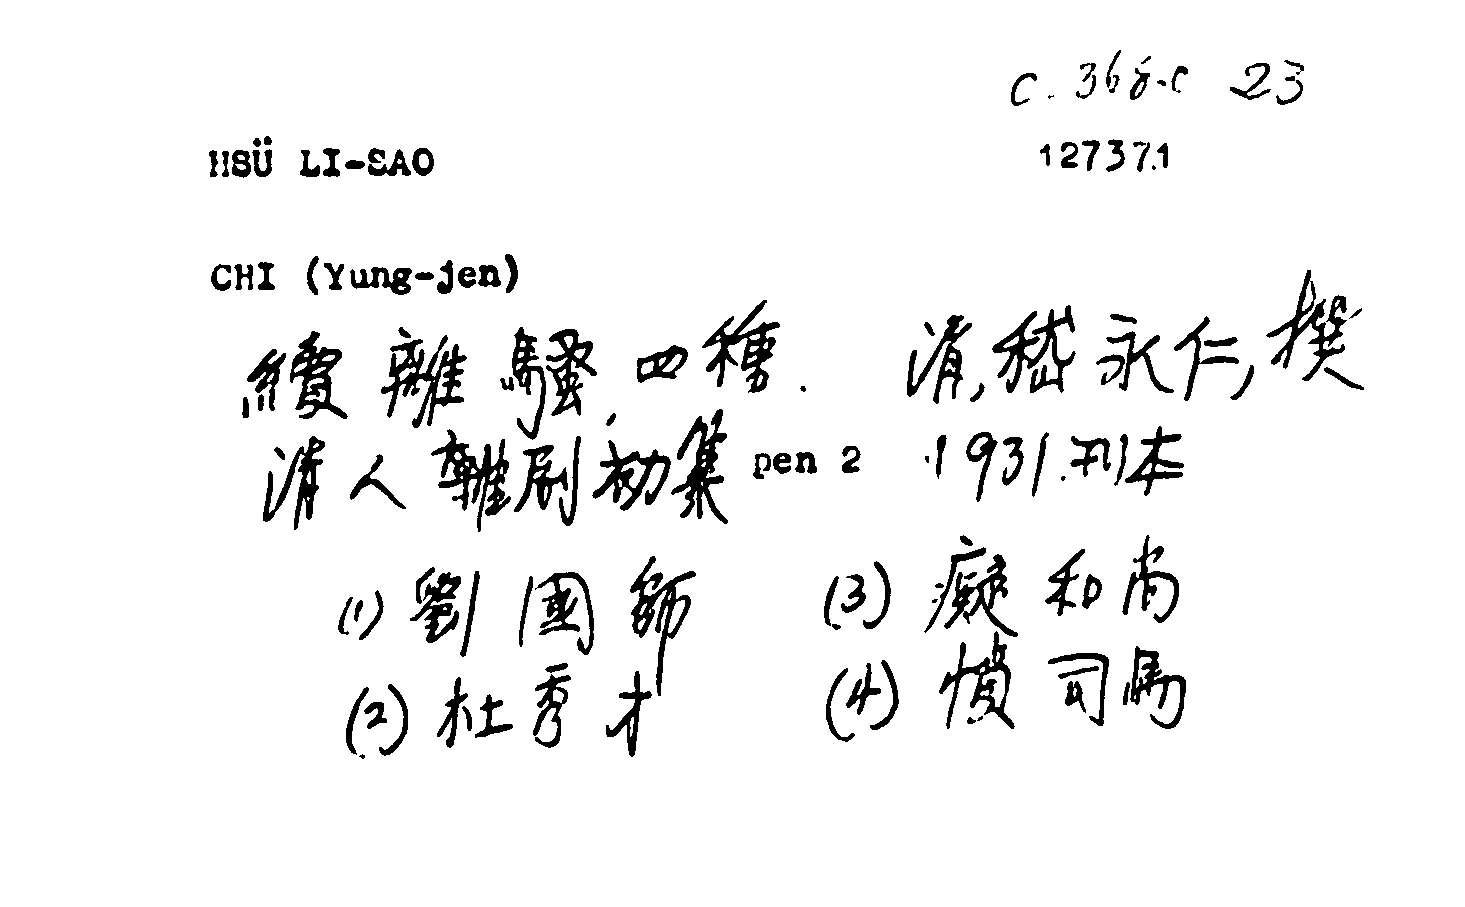 C.368.c 23
HSÜ LI-SAO
12737.1
CHI (Yung-jen)
續離騷四種. 清,嵇永仁,撰
清人雜劇初集 pen 2 1931.刊本
(1) 劉國師 (3) 癡和尚
(2) 杜秀才 (4) 憤司馬